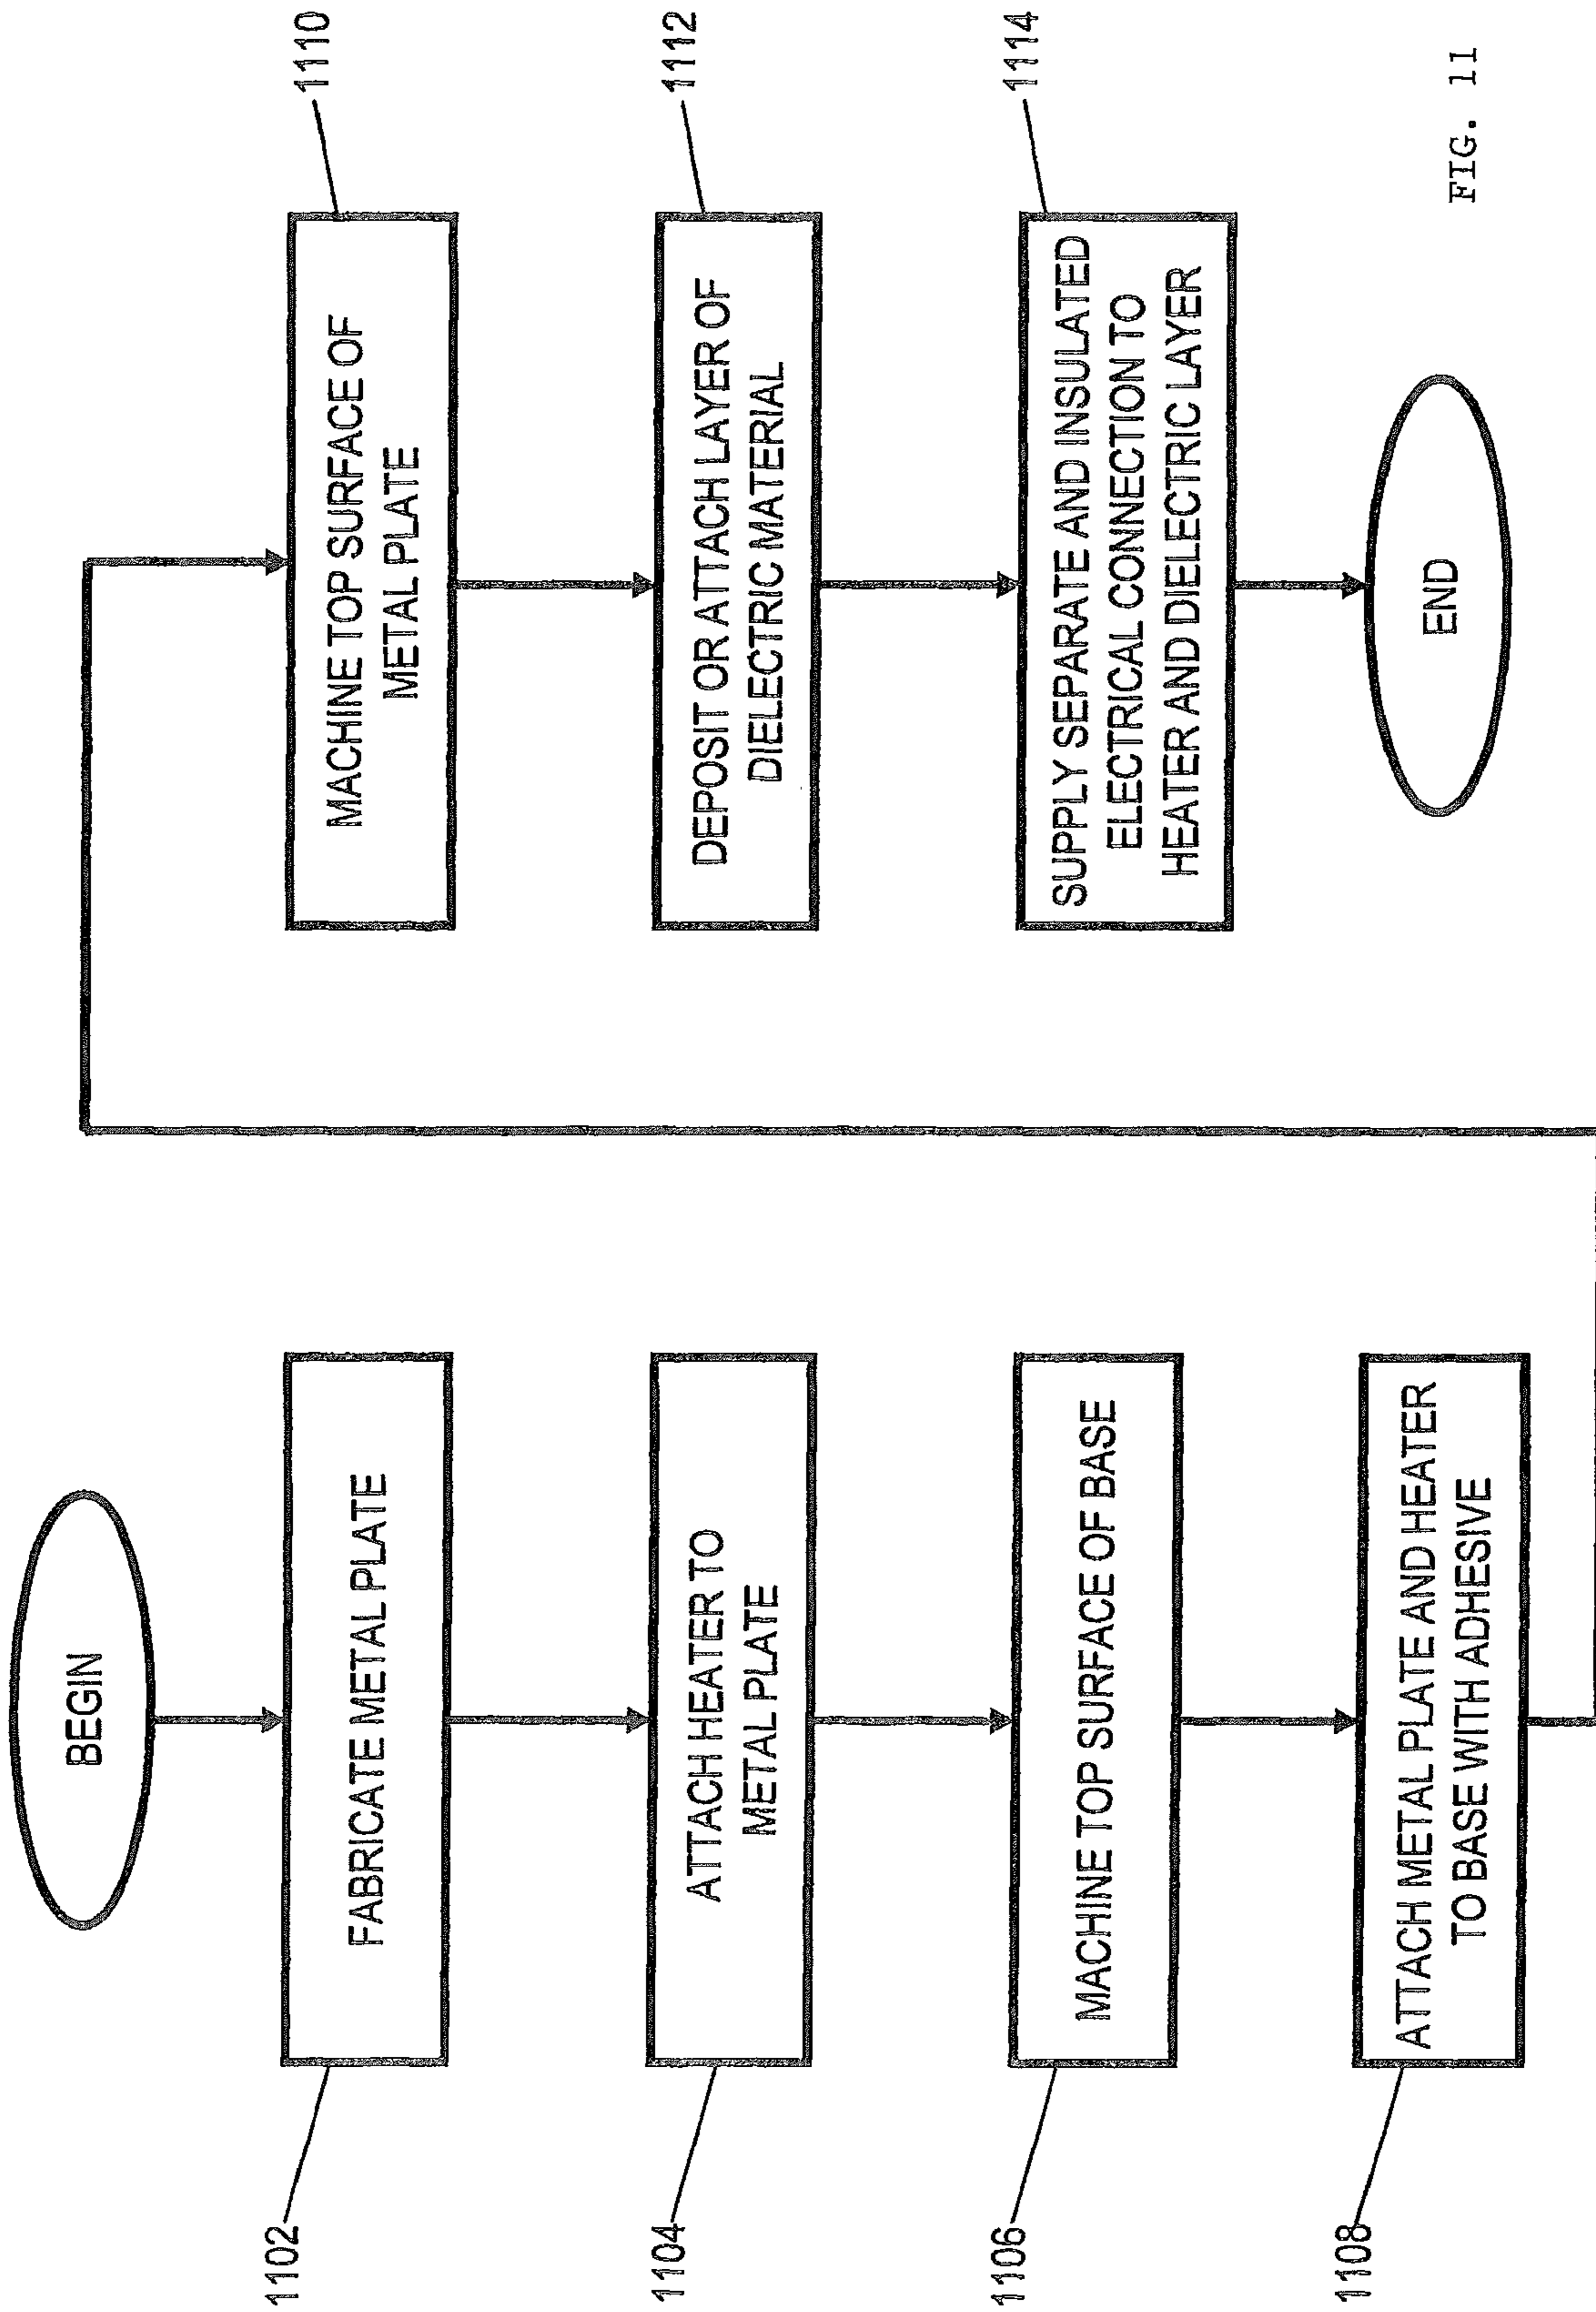 BEGIN
1102
FABRICATE METAL PLATE
1104
ATTACH HEATER TO
METAL PLATE
1106
MACHINE TOP SURFACE OF BASE
1108
ATTACH METAL PLATE AND HEATER
TO BASE WITH ADHESIVE
MACHINE TOP SURFACE OF
METAL PLATE
1110
DEPOSIT OR ATTACH LAYER OF
DIELECTRIC MATERIAL
1112
SUPPLY SEPARATE AND INSULATED
ELECTRICAL CONNECTION TO
HEATER AND DIELECTRIC LAYER
1114
END
FIG. 11